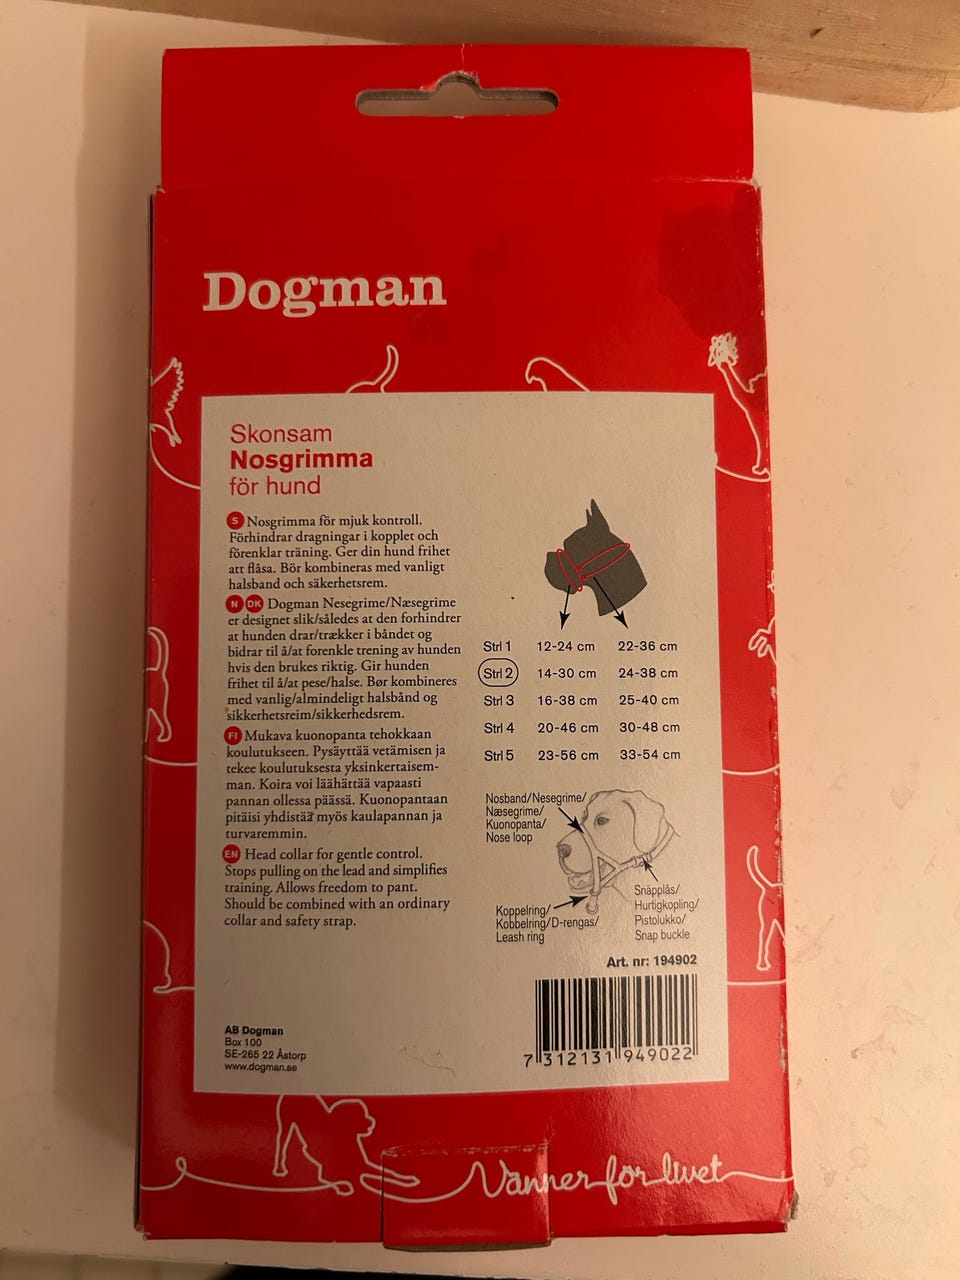 Dogman
Skonsam
Nosgrimma
för hund
S Nosgrimma för mjuk kontroll.
Förhindrar dragningar i kopplet och
förenklar träning. Ger din hund frihet
att flåsa. Bör kombineras med vanligt
halsband och säkerhetsrem.
N DK Dogman Nesegrime/Næsegrime
er designet slik/således at den forhindrer
at hunden drar/trækker i båndet og
bidrar til å/at forenkle trening av hunden
hvis den brukes riktig. Gir hunden
frihet til å/at pese/halse. Bør kombineres
med vanlig/almindeligt halsbånd og
sikkerhetsreim/sikkerhedsrem.
FI Mukava kuonopanta tehokkaan
koulutukseen. Pysäyttää vetämisen ja
tekee koulutuksesta yksinkertaisem-
man. Koira voi läähättää vapaasti
pannan ollessa päässä. Kuonopantaan
pitäisi yhdistää myös kaulapannan ja
turvaremmin.
EN Head collar for gentle control.
Stops pulling on the lead and simplifies
training. Allows freedom to pant.
Should be combined with an ordinary
collar and safety strap.
AB Dogman
Box 100
SE-265 22 Åstorp
www.dogman.se
Strl 1 12-24 cm 22-36 cm
Strl 2 14-30 cm 24-38 cm
Strl 3 16-38 cm 25-40 cm
Strl 4 20-46 cm 30-48 cm
Strl 5 23-56 cm 33-54 cm
Nosband/Nesegrime/
Næsegrime/
Kuonopanta/
Nose loop
Koppelring/
Kobbelring/D-rengas/
Leash ring
Snäpplås/
Hurtigkopling/
Pistolukko/
Snap buckle
Art. nr: 194902
7 312131 949022
Vänner för livet